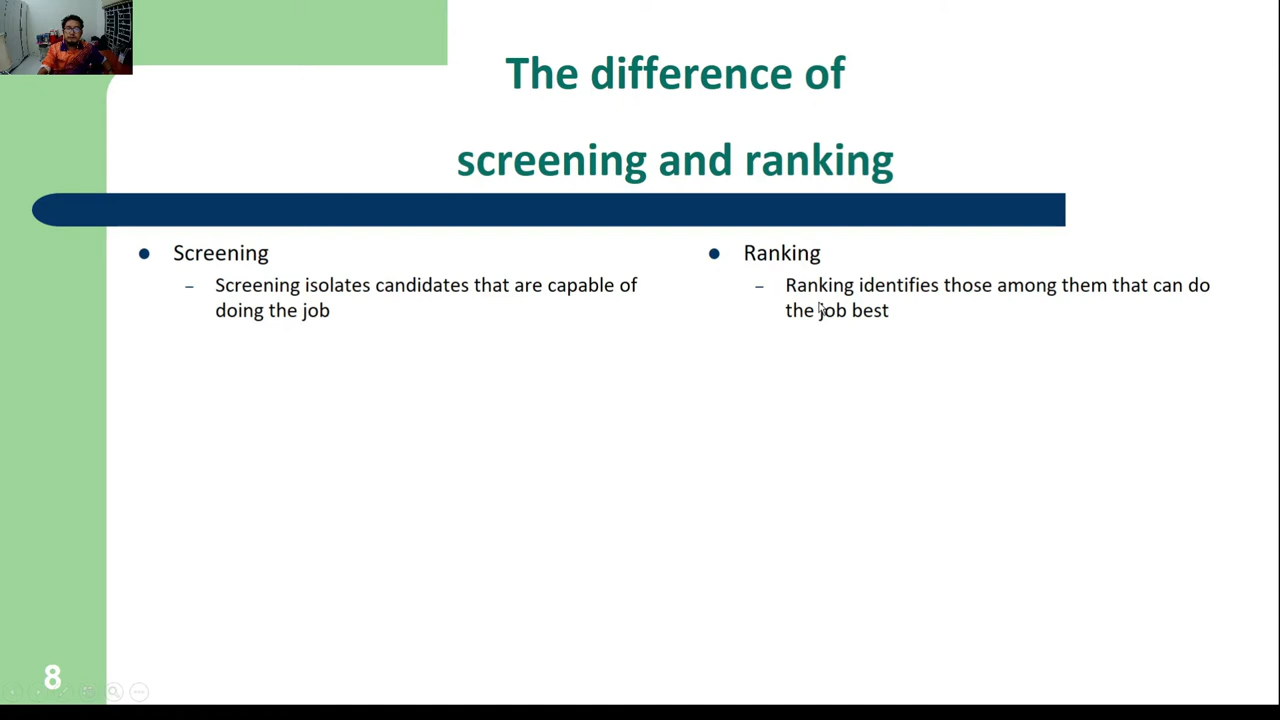 The difference of
screening and ranking
Screening
– Screening isolates candidates that are capable of
doing the job
Ranking
– Ranking identifies those among them that can do
the job best
8